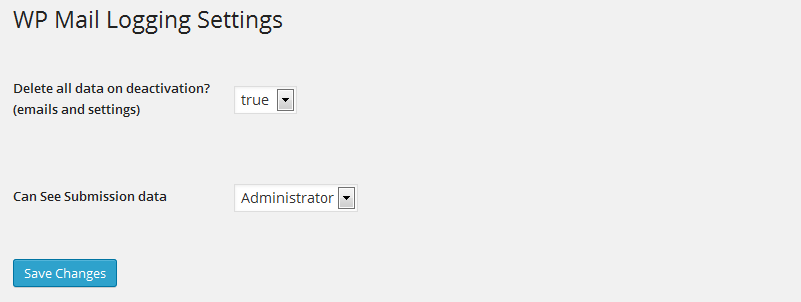 WP Mail Logging Settings
Delete all data on deactivation?
(emails and settings)
true
Can See Submission data
Administrator
Save Changes